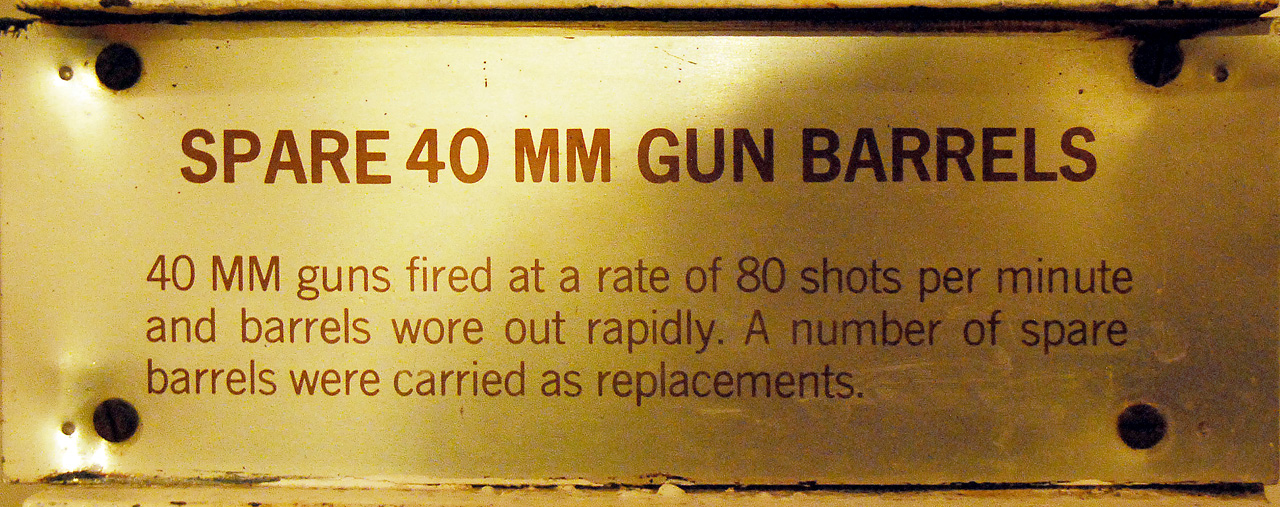 SPARE 40 MM GUN BARRELS
40 MM guns fired at a rate of 80 shots per minute
and barrels wore out rapidly. A number of spare
barrels were carried as replacements.